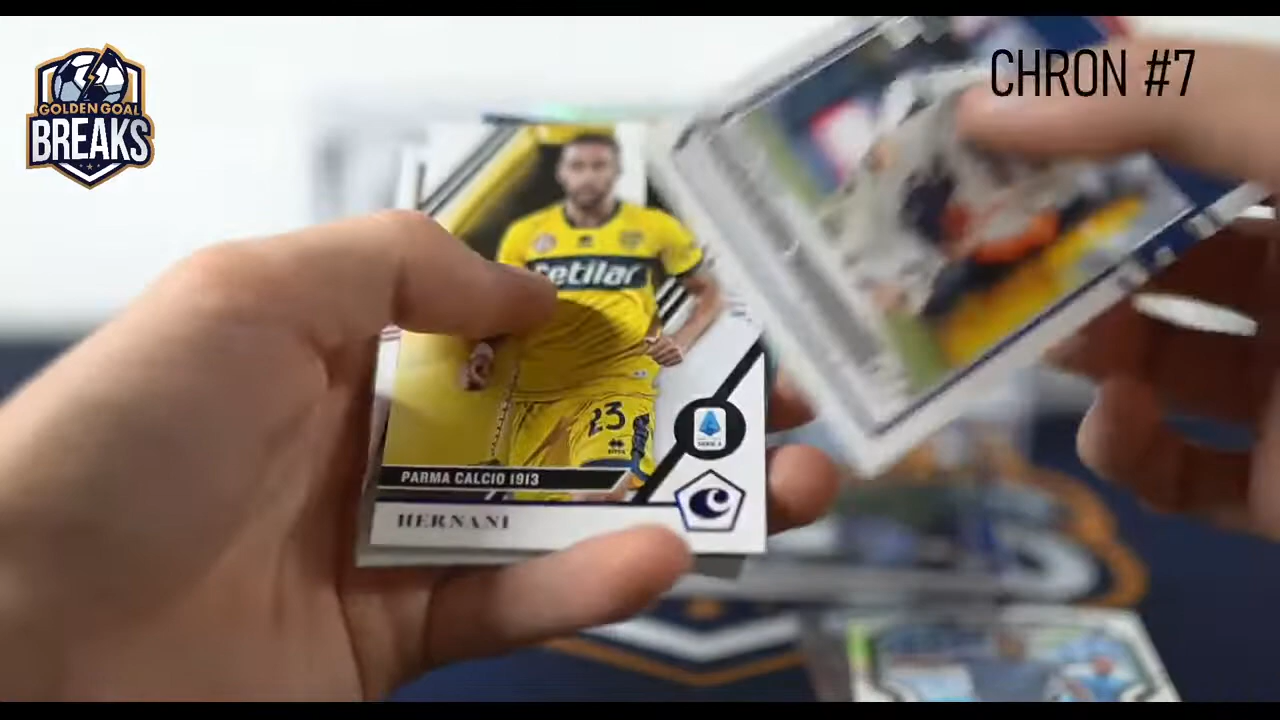 CHRON #7
GOLDEN GOAL
BREAKS
Cetilar
23
PARMA CALCIO 1913
HERNANI